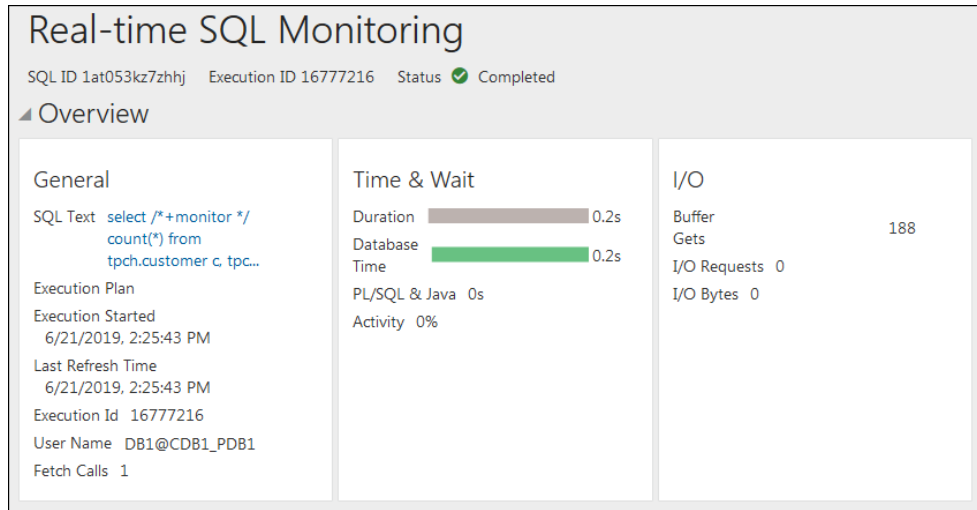 Real-time SQL Monitoring
SQL ID 1at053kz7zhhj Execution ID 16777216 Status Completed
Overview
General
SQL Text select /*+monitor */
count(*) from
tpch.customer c, tpc...
Execution Plan
Execution Started
6/21/2019, 2:25:43 PM
Last Refresh Time
6/21/2019, 2:25:43 PM
Execution Id 16777216
User Name DB1@CDB1_PDB1
Fetch Calls 1
Time & Wait
Duration 0.2s
Database
Time 0.2s
PL/SQL & Java 0s
Activity 0%
I/O
Buffer
Gets 188
I/O Requests 0
I/O Bytes 0